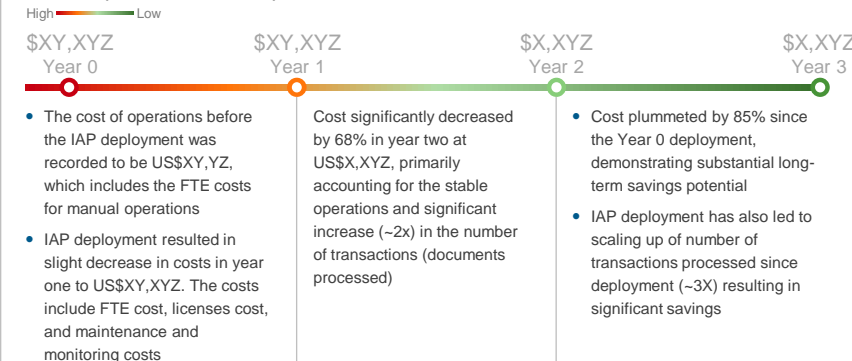 High Low
$XY,XYZ
Year 0
$XY,XYZ
Year 1
$X,XYZ
Year 2
$X,XYZ
Year 3
• The cost of operations before
the IAP deployment was
recorded to be US$XY,YZ,
which includes the FTE costs
for manual operations
• IAP deployment resulted in
slight decrease in costs in year
one to US$XY,XYZ. The costs
include FTE cost, licenses cost,
and maintenance and
monitoring costs
Cost significantly decreased
by 68% in year two at
US$X,XYZ, primarily
accounting for the stable
operations and significant
increase (~2x) in the number
of transactions (documents
processed)
• Cost plummeted by 85% since
the Year 0 deployment,
demonstrating substantial long-
term savings potential
• IAP deployment has also led to
scaling up of number of
transactions processed since
deployment (~3X) resulting in
significant savings